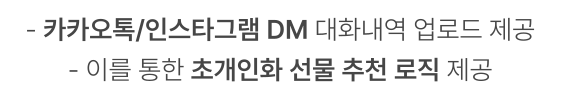 - 카카오톡/인스타그램 DM 대화내역 업로드 제공
- 이를 통한 초개인화 선물 추천 로직 제공